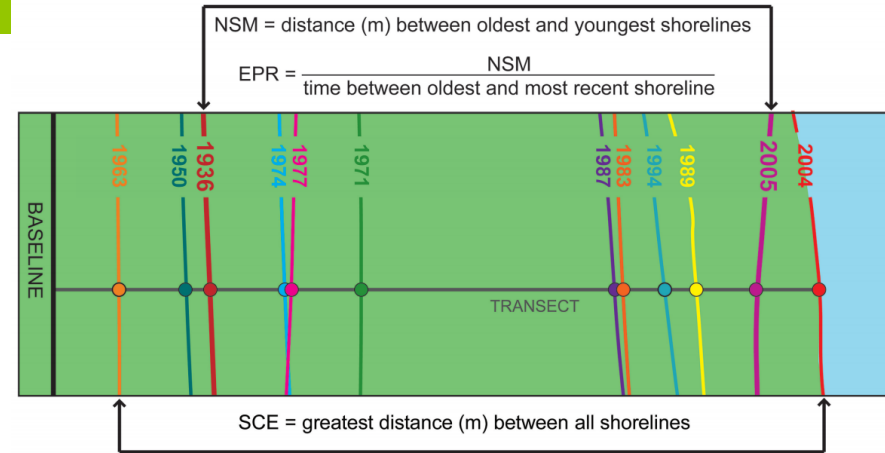 NSM = distance (m) between oldest and youngest shorelines
EPR = NSM / time between oldest and most recent shoreline
BASELINE
1963
1950
1936
1974
1977
1971
1987
1983
1994
1989
2005
2004
TRANSECT
SCE = greatest distance (m) between all shorelines